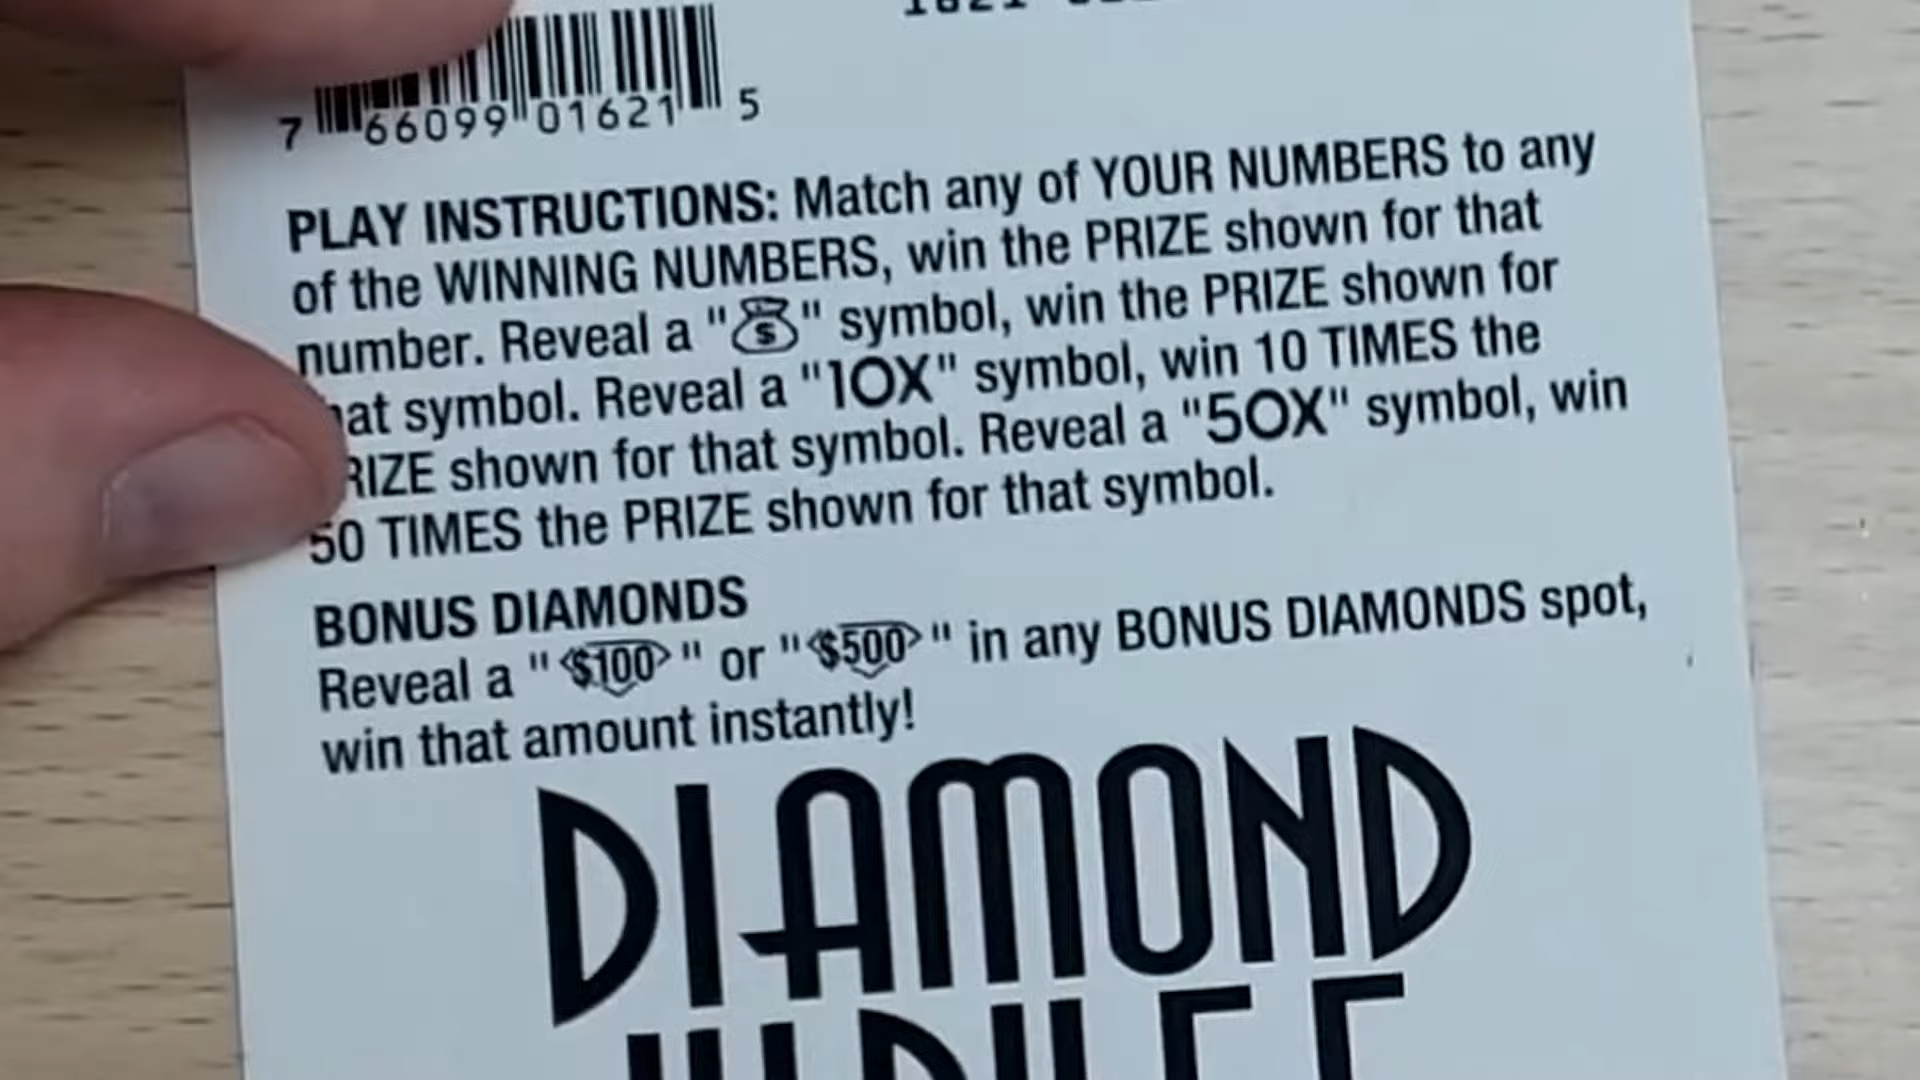 7 66099 01621 5
PLAY INSTRUCTIONS: Match any of YOUR NUMBERS to any
of the WINNING NUMBERS, win the PRIZE shown for that
number. Reveal a "$" symbol, win the PRIZE shown for
hat symbol. Reveal a "10X" symbol, win 10 TIMES the
RIZE shown for that symbol. Reveal a "50X" symbol, win
50 TIMES the PRIZE shown for that symbol.
BONUS DIAMONDS
Reveal a "$100" or "$500" in any BONUS DIAMONDS spot,
win that amount instantly!
DIAMOND